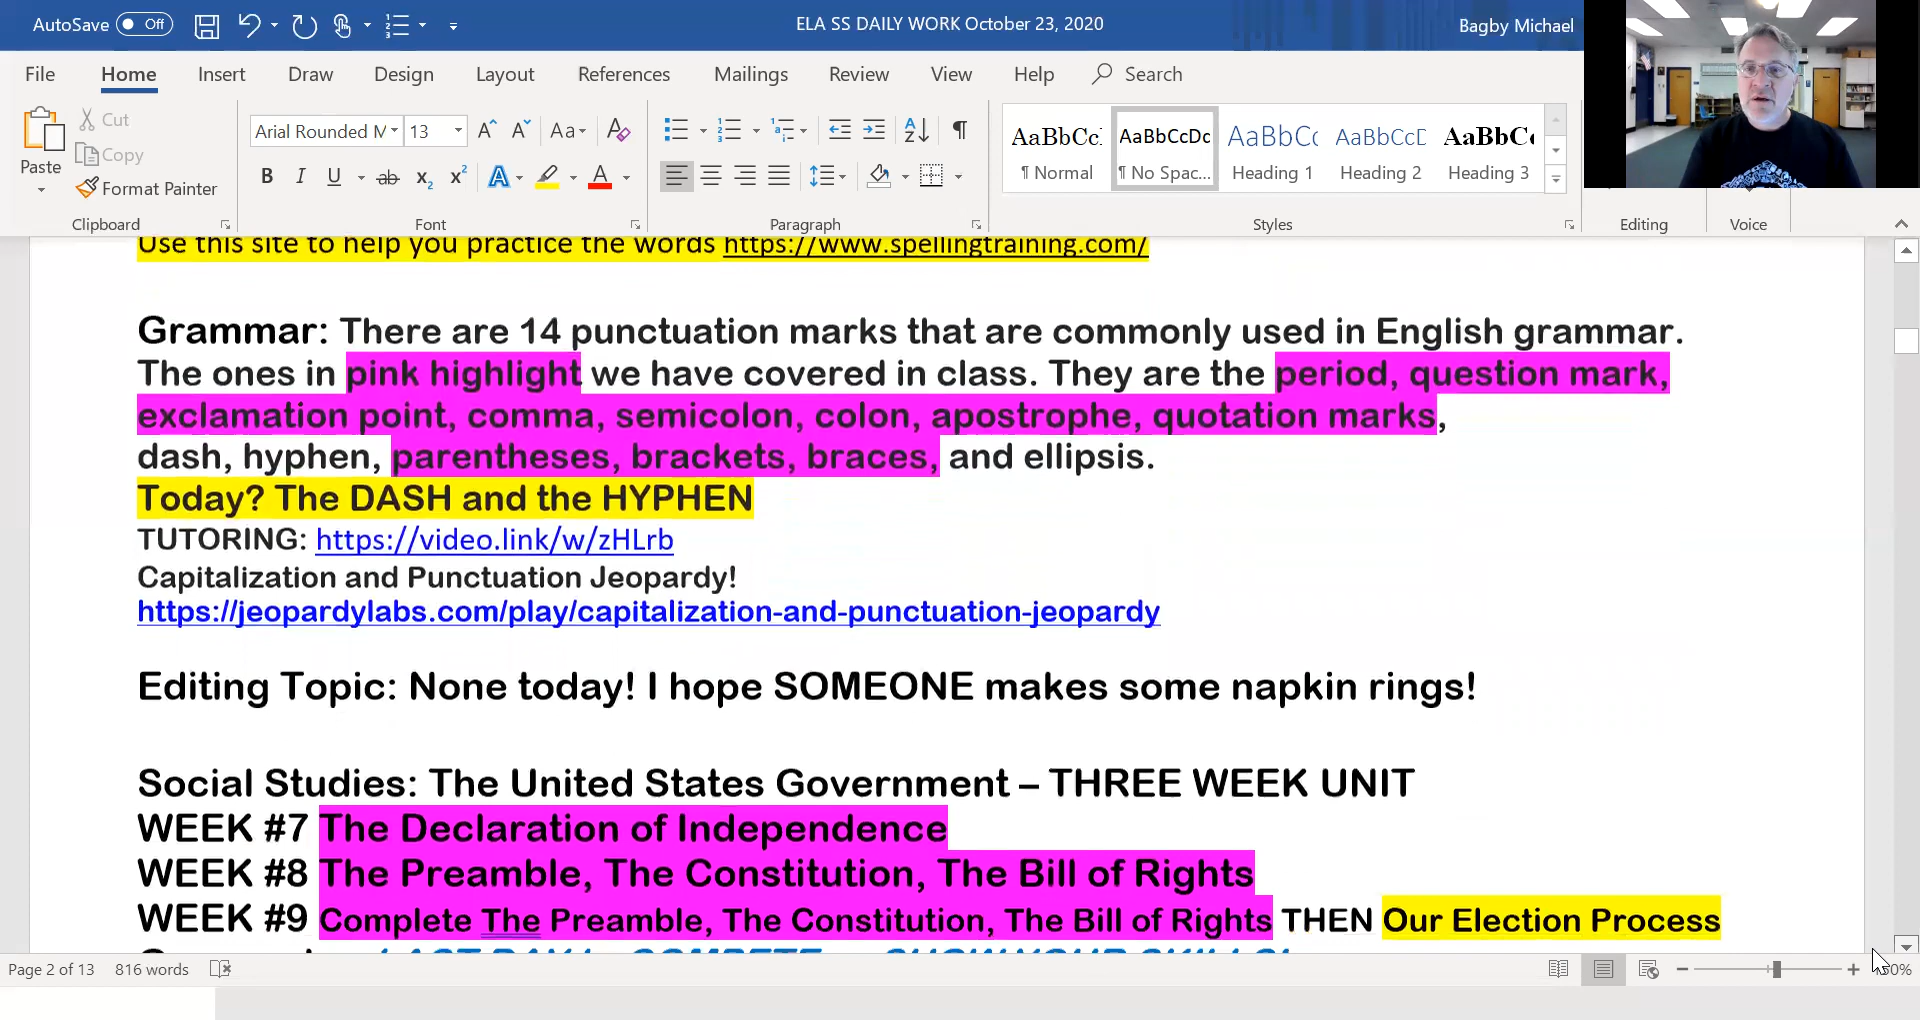 AutoSave Off
ELA SS DAILY WORK October 23, 2020
Bagby Michael
File Home Insert Draw Design Layout References Mailings Review View Help Search
Paste
Cut
Copy
Format Painter
Clipboard
Arial Rounded M 13
Aa
B I U ab x₂ x² A A
Font
Paragraph
AaBbCc AaBbCcDc AaBbCc AaBbCcD AaBbCc
¶ Normal ¶ No Spac... Heading 1 Heading 2 Heading 3
Styles
Editing
Voice
Use this site to help you practice the words https://www.spellingtraining.com/
Grammar: There are 14 punctuation marks that are commonly used in English grammar.
The ones in pink highlight we have covered in class. They are the period, question mark,
exclamation point, comma, semicolon, colon, apostrophe, quotation marks,
dash, hyphen, parentheses, brackets, braces, and ellipsis.
Today? The DASH and the HYPHEN
TUTORING: https://video.link/w/zHLrb
Capitalization and Punctuation Jeopardy!
https://jeopardylabs.com/play/capitalization-and-punctuation-jeopardy
Editing Topic: None today! I hope SOMEONE makes some napkin rings!
Social Studies: The United States Government – THREE WEEK UNIT
WEEK #7 The Declaration of Independence
WEEK #8 The Preamble, The Constitution, The Bill of Rights
WEEK #9 Complete The Preamble, The Constitution, The Bill of Rights THEN Our Election Process
Page 2 of 13 816 words